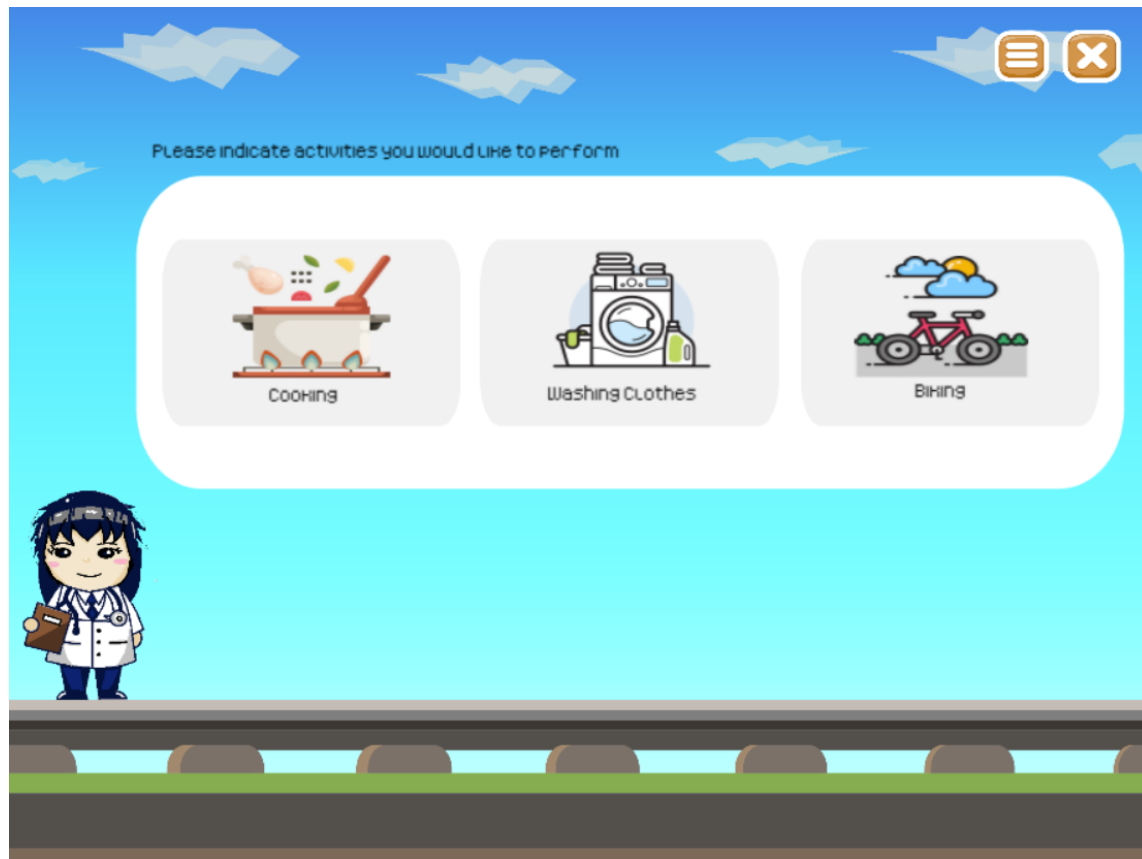 Please indicate activities you would like to perform
Cooking
Washing Clothes
Biking